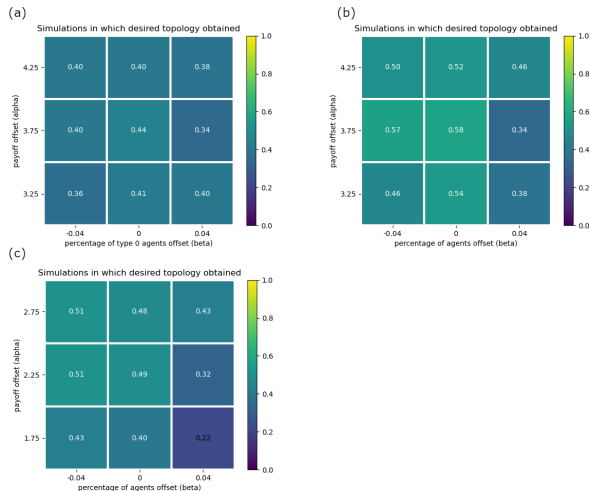 (a)
Simulations in which desired topology obtained
payoff offset (alpha)
4.25 0.40 0.40 0.38
3.75 0.40 0.44 0.34
3.25 0.36 0.41 0.40
-0.04 0 0.04
percentage of type 0 agents offset (beta)
1.0
0.8
0.6
0.4
0.2
0.0
(b)
Simulations in which desired topology obtained
payoff offset (alpha)
4.25 0.50 0.52 0.46
3.75 0.57 0.58 0.34
3.25 0.46 0.54 0.38
-0.04 0 0.04
percentage of agents offset (beta)
1.0
0.8
0.6
0.4
0.2
0.0
(c)
Simulations in which desired topology obtained
payoff offset (alpha)
2.75 0.51 0.48 0.43
2.25 0.51 0.49 0.32
1.75 0.43 0.40 0.22
-0.04 0 0.04
percentage of agents offset (beta)
1.0
0.8
0.6
0.4
0.2
0.0